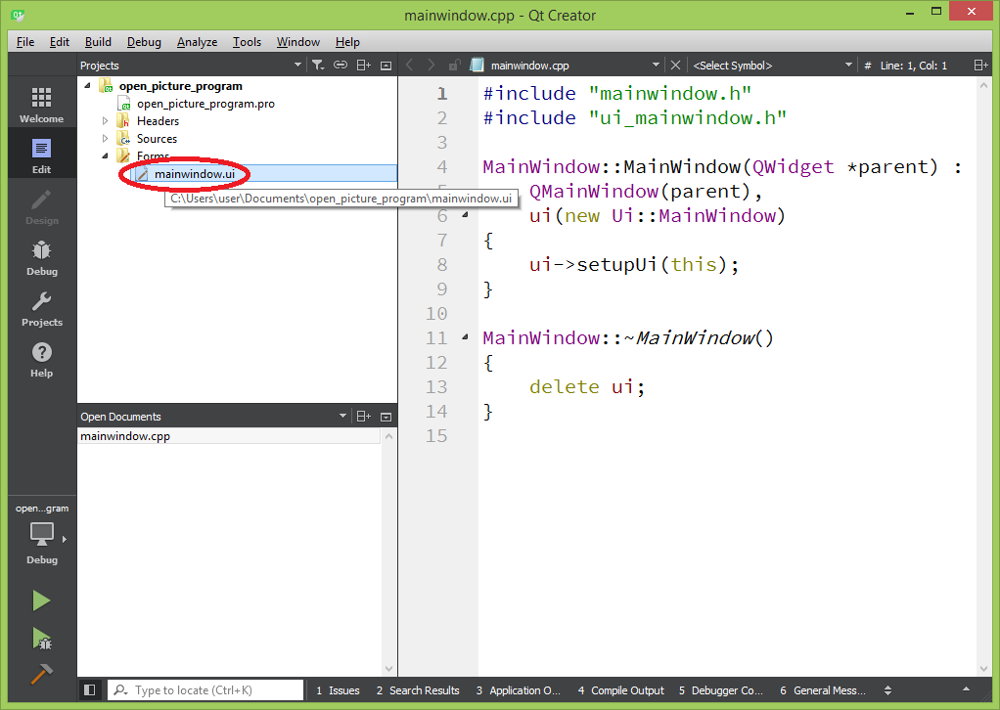 mainwindow.cpp - Qt Creator
File Edit Build Debug Analyze Tools Window Help
Projects
mainwindow.cpp
<Select Symbol>
# Line: 1, Col: 1
Welcome
Edit
Design
Debug
Projects
Help
open_picture_program
open_picture_program.pro
Headers
Sources
Forms
mainwindow.ui
C:\Users\user\Documents\open_picture_program\mainwindow.ui
1 #include "mainwindow.h"
2 #include "ui_mainwindow.h"
3
4 MainWindow::MainWindow(QWidget *parent) :
5 QMainWindow(parent),
6 ui(new Ui::MainWindow)
7 {
8 ui->setupUi(this);
9 }
10
11 MainWindow::~MainWindow()
12 {
13 delete ui;
14 }
15
Open Documents
mainwindow.cpp
open...gram
Debug
Type to locate (Ctrl+K)
1 Issues 2 Search Results 3 Application O... 4 Compile Output 5 Debugger Co... 6 General Mess...